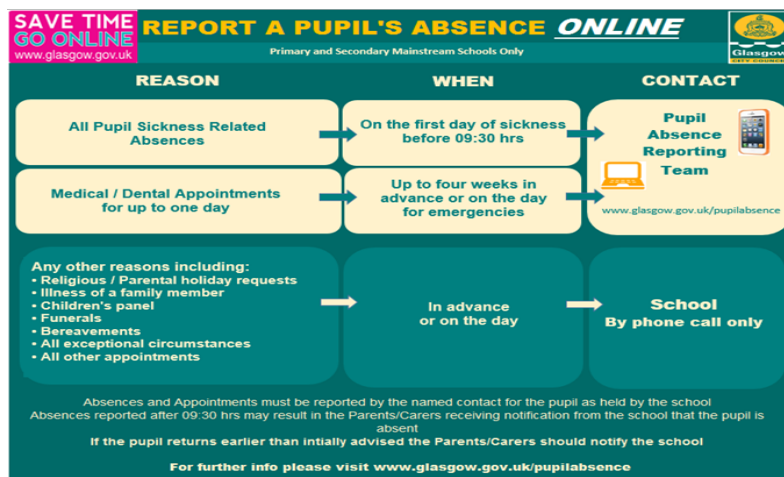 SAVE TIME
GO ONLINE
www.glasgow.gov.uk
REPORT A PUPIL'S ABSENCE ONLINE
Primary and Secondary Mainstream Schools Only
Glasgow
CITY COUNCIL
REASON
WHEN
CONTACT
All Pupil Sickness Related
Absences
On the first day of sickness
before 09:30 hrs
Pupil
Absence
Reporting
Team
www.glasgow.gov.uk/pupilabsence
Medical / Dental Appointments
for up to one day
Up to four weeks in
advance or on the day
for emergencies
Any other reasons including:
• Religious / Parental holiday requests
• Illness of a family member
• Children's panel
• Funerals
• Bereavements
• All exceptional circumstances
• All other appointments
In advance
or on the day
School
By phone call only
Absences and Appointments must be reported by the named contact for the pupil as held by the school
Absences reported after 09:30 hrs may result in the Parents/Carers receiving notification from the school that the pupil is
absent
If the pupil returns earlier than intially advised the Parents/Carers should notify the school
For further info please visit www.glasgow.gov.uk/pupilabsence